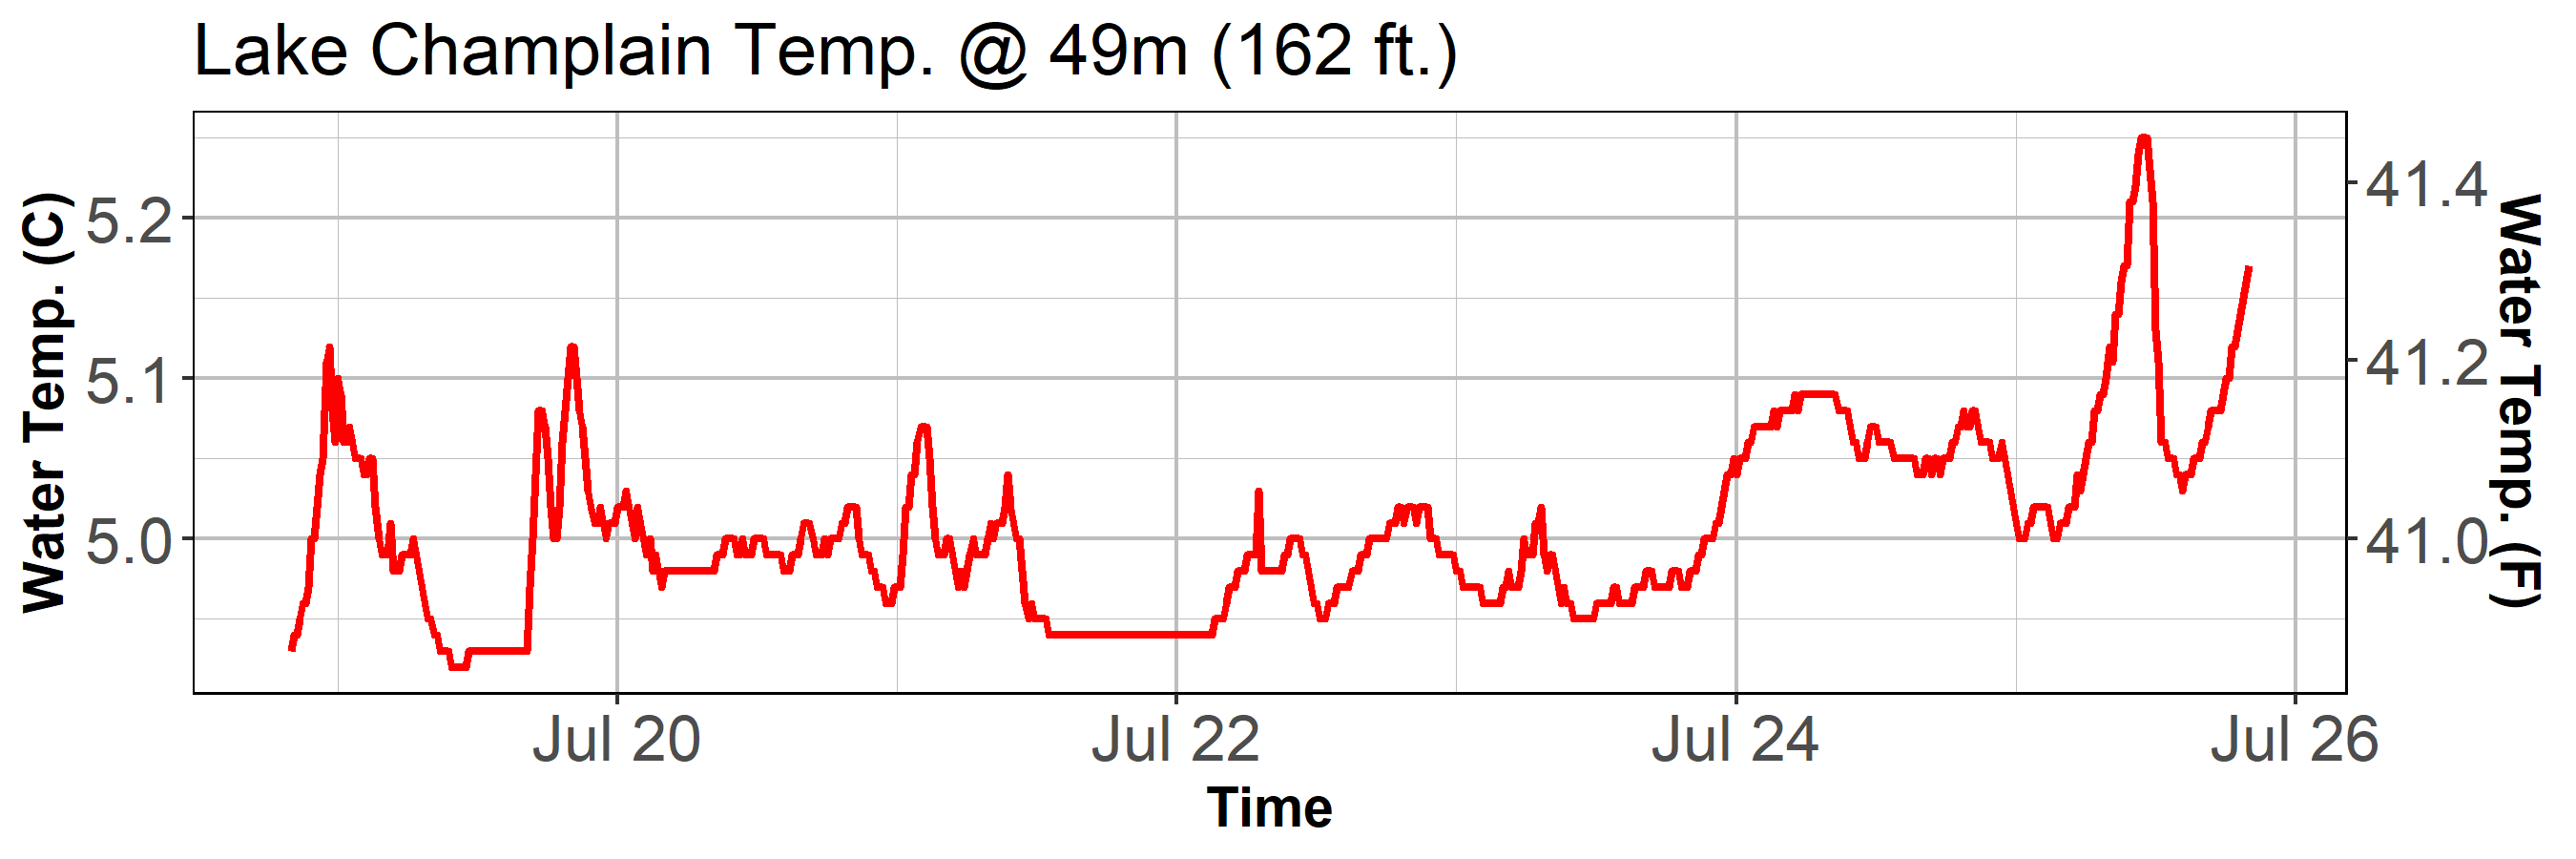 Lake Champlain Temp. @ 49m (162 ft.)
Water Temp. (C)
5.2
5.1
5.0
41.4
41.2
41.0
Water Temp. (F)
Jul 20 Jul 22 Jul 24 Jul 26
Time